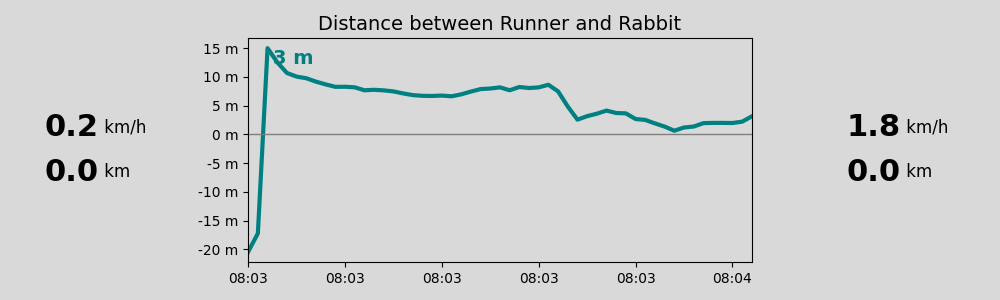 Distance between Runner and Rabbit
15 m
3 m
10 m
5 m
0 m
-5 m
-10 m
-15 m
-20 m
08:03 08:03 08:03 08:03 08:03 08:04
0.2 km/h
0.0 km
1.8 km/h
0.0 km